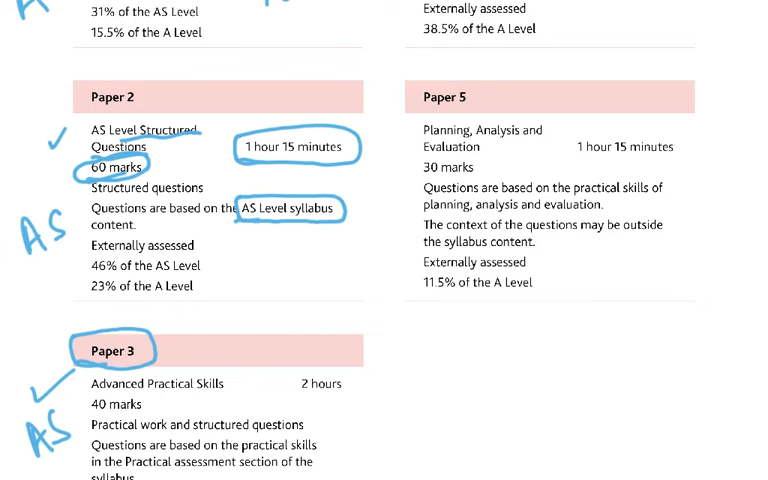 31% of the AS Level
15.5% of the A Level
Paper 2
AS Level Structured
Questions 1 hour 15 minutes
60 marks
Structured questions
Questions are based on the AS Level syllabus
content.
Externally assessed
46% of the AS Level
23% of the A Level
AS
Paper 3
Advanced Practical Skills 2 hours
40 marks
Practical work and structured questions
Questions are based on the practical skills
in the Practical assessment section of the
syllabus
AS
Externally assessed
38.5% of the A Level
Paper 5
Planning, Analysis and
Evaluation 1 hour 15 minutes
30 marks
Questions are based on the practical skills of
planning, analysis and evaluation.
The context of the questions may be outside
the syllabus content.
Externally assessed
11.5% of the A Level